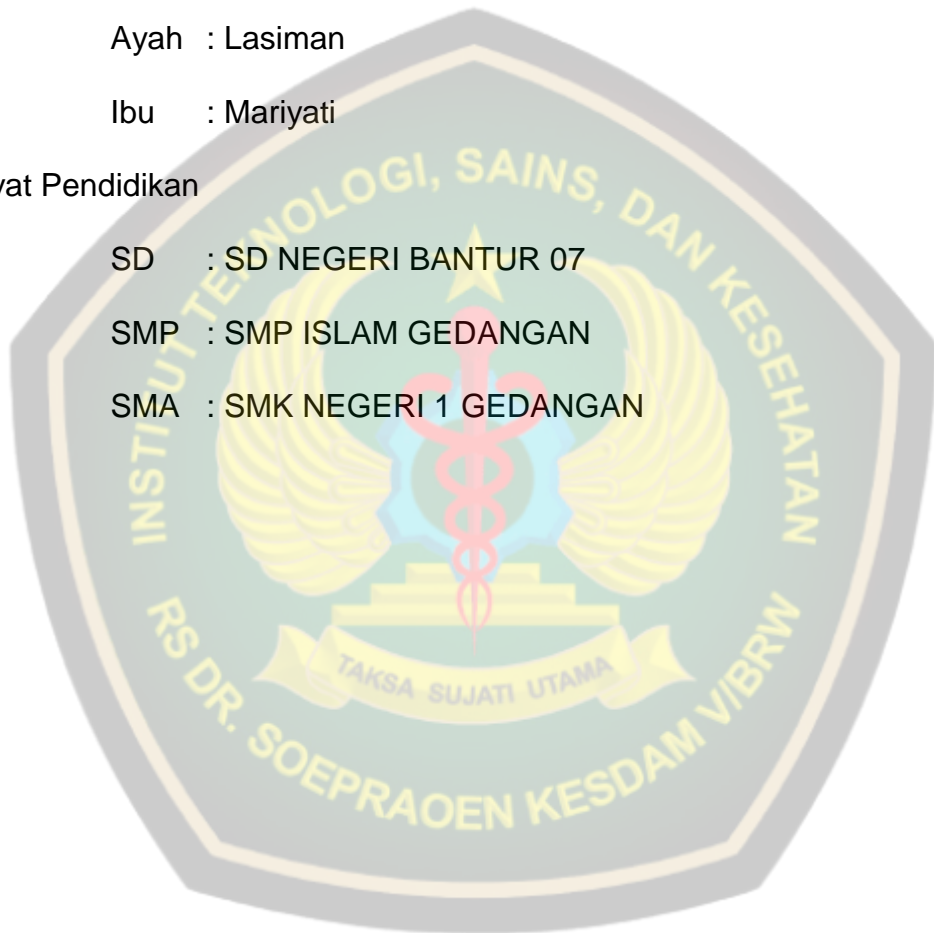 Ayah : Lasiman
Ibu : Mariyati
yat Pendidikan
SD : SD NEGERI BANTUR 07
SMP : SMP ISLAM GEDANGAN
SMA : SMK NEGERI 1 GEDANGAN
INSTITUT TEKNOLOGI, SAINS, DAN KESEHATAN
TAKSA SUJATI UTAMA
RS DR. SOEPRAOEN KESDAM V/BRW